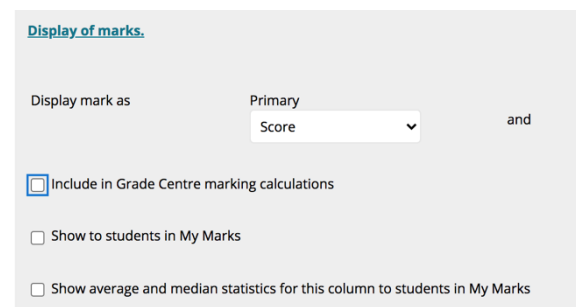 Display of marks.
Display mark as
Primary
Score
and
Include in Grade Centre marking calculations
Show to students in My Marks
Show average and median statistics for this column to students in My Marks